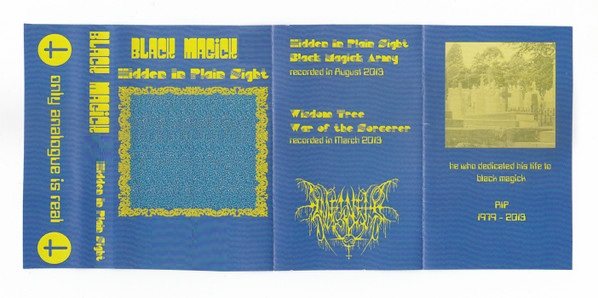 only analogue is real
BLACK MAGICK
Hidden in Plain Sight
BLACK MAGICK
Hidden in Plain Sight
Hidden in Plain Sight
Black Magick Army
recorded in August 2013
Wisdom Tree
War of the Sorcerer
recorded in March 2013
he who dedicated his life to
black magick
RIP
1979 - 2013